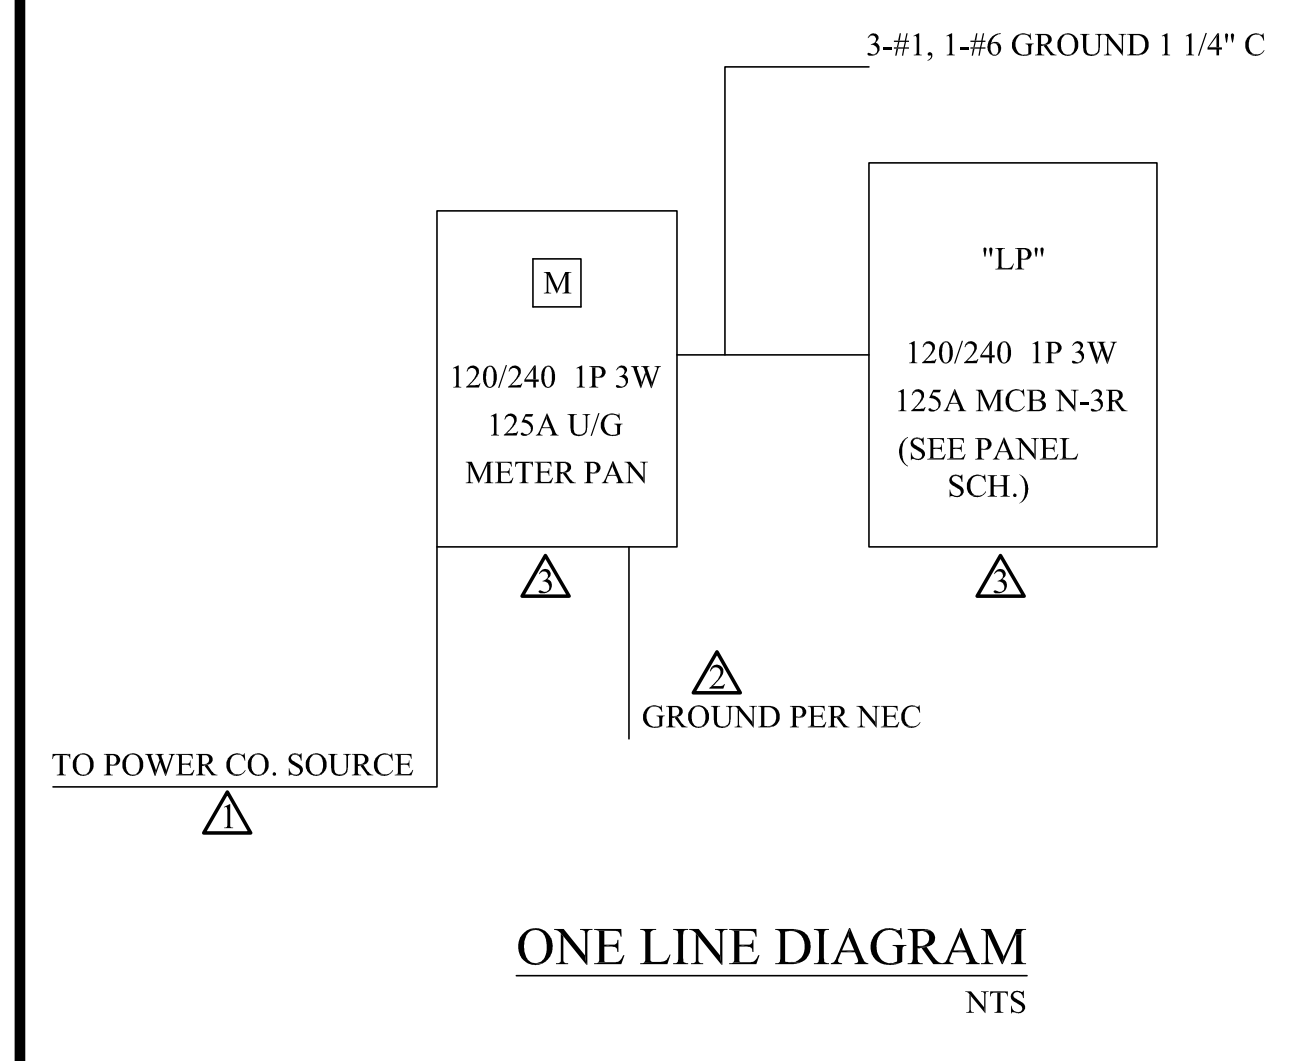 3-#1, 1-#6 GROUND 1 1/4" C
M
120/240 1P 3W
125A U/G
METER PAN
3
"LP"
120/240 1P 3W
125A MCB N-3R
(SEE PANEL
SCH.)
3
2
GROUND PER NEC
TO POWER CO. SOURCE
1
ONE LINE DIAGRAM
NTS